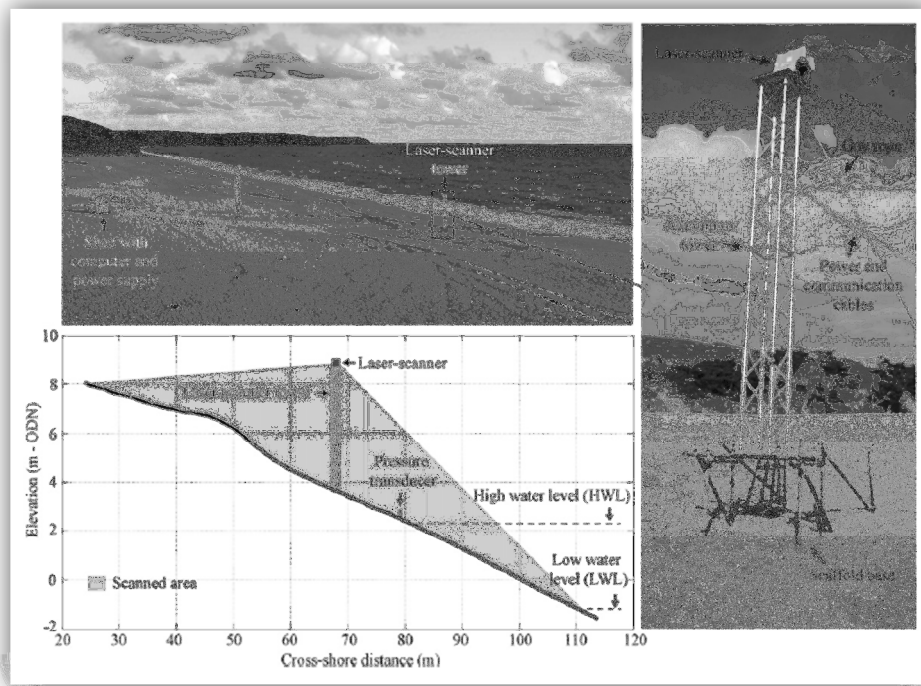 Laser-scanner
tower
Shed with
computer and
power supply
Laser-scanner
Power and
communication
cables
scaffold base
10
8
6
4
2
0
-2
Elevation (m - ODN)
Laser-scanner
Pressure
transducer
High water level (HWL)
Low water
level (LWL)
Scanned area
20
30
40
50
60
70
80
90
100
110
120
Cross-shore distance (m)